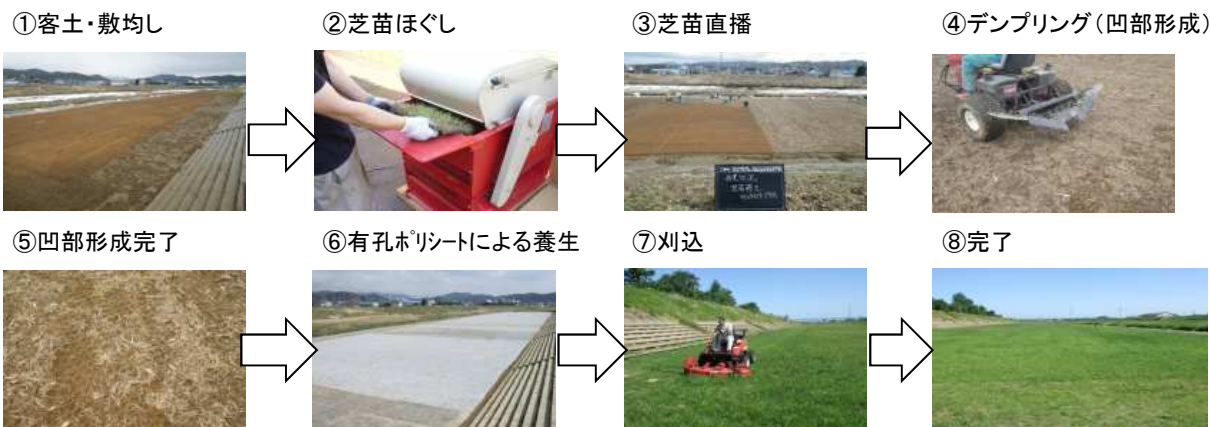 ①客土・敷均し
②芝苗ほぐし
③芝苗直播
④デンプリング(凹部形成)
⑤凹部形成完了
⑥有孔ポリシートによる養生
⑦刈込
⑧完了